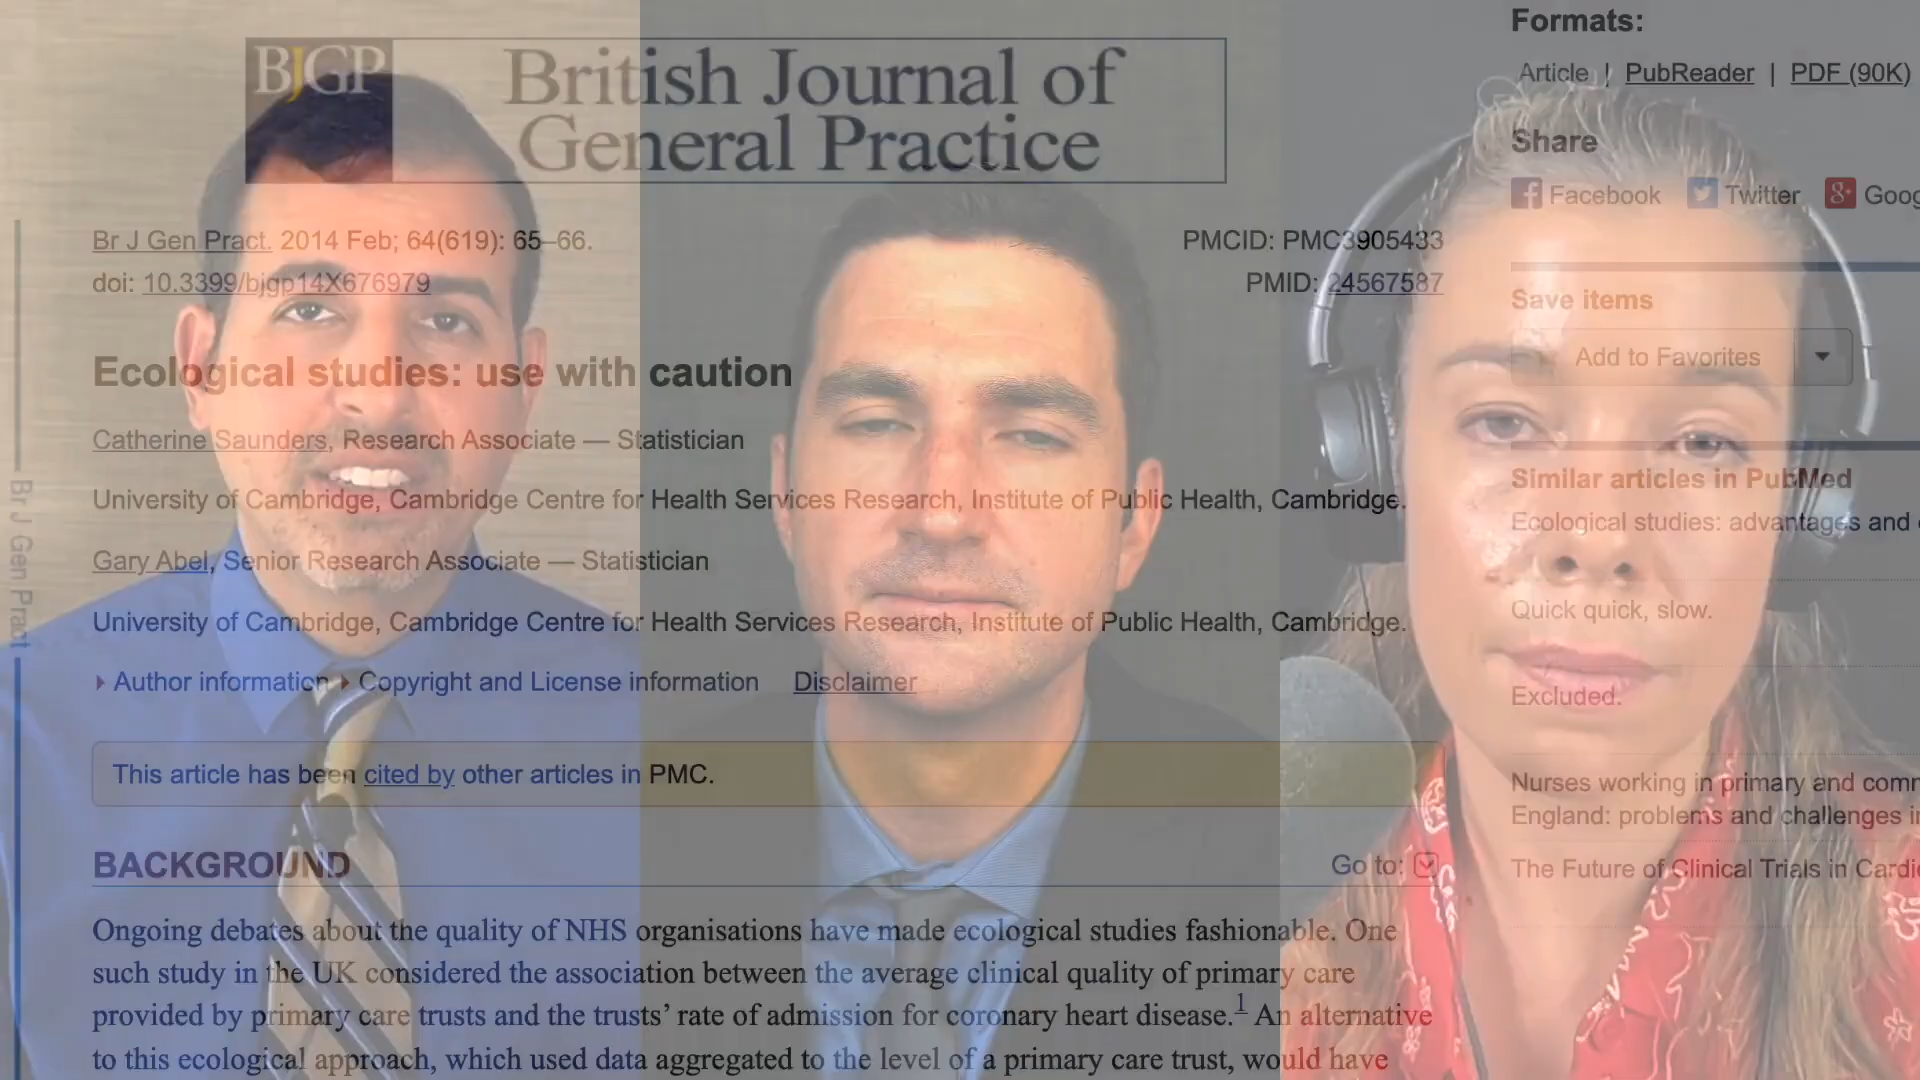 BJGP
British Journal of
General Practice
Br J Gen Pract. 2014 Feb; 64(619): 65–66.
doi: 10.3399/bjgp14X676979
PMCID: PMC3905433
PMID: 24567587
Ecological studies: use with caution
Catherine Saunders, Research Associate — Statistician
University of Cambridge, Cambridge Centre for Health Services Research, Institute of Public Health, Cambridge.
Gary Abel, Senior Research Associate — Statistician
University of Cambridge, Cambridge Centre for Health Services Research, Institute of Public Health, Cambridge.
Author information Copyright and License information Disclaimer
This article has been cited by other articles in PMC.
BACKGROUND
Go to:
Ongoing debates about the quality of NHS organisations have made ecological studies fashionable. One
such study in the UK considered the association between the average clinical quality of primary care
provided by primary care trusts and the trusts’ rate of admission for coronary heart disease.1 An alternative
to this ecological approach, which used data aggregated to the level of a primary care trust, would have
Br J Gen Pract
Formats:
Article | PubReader | PDF (90K)
Share
Facebook Twitter Goog
Save items
Add to Favorites
Similar articles in PubMed
Ecological studies: advantages and
Quick quick, slow.
Excluded.
Nurses working in primary and comm
England: problems and challenges i
The Future of Clinical Trials in Cardi